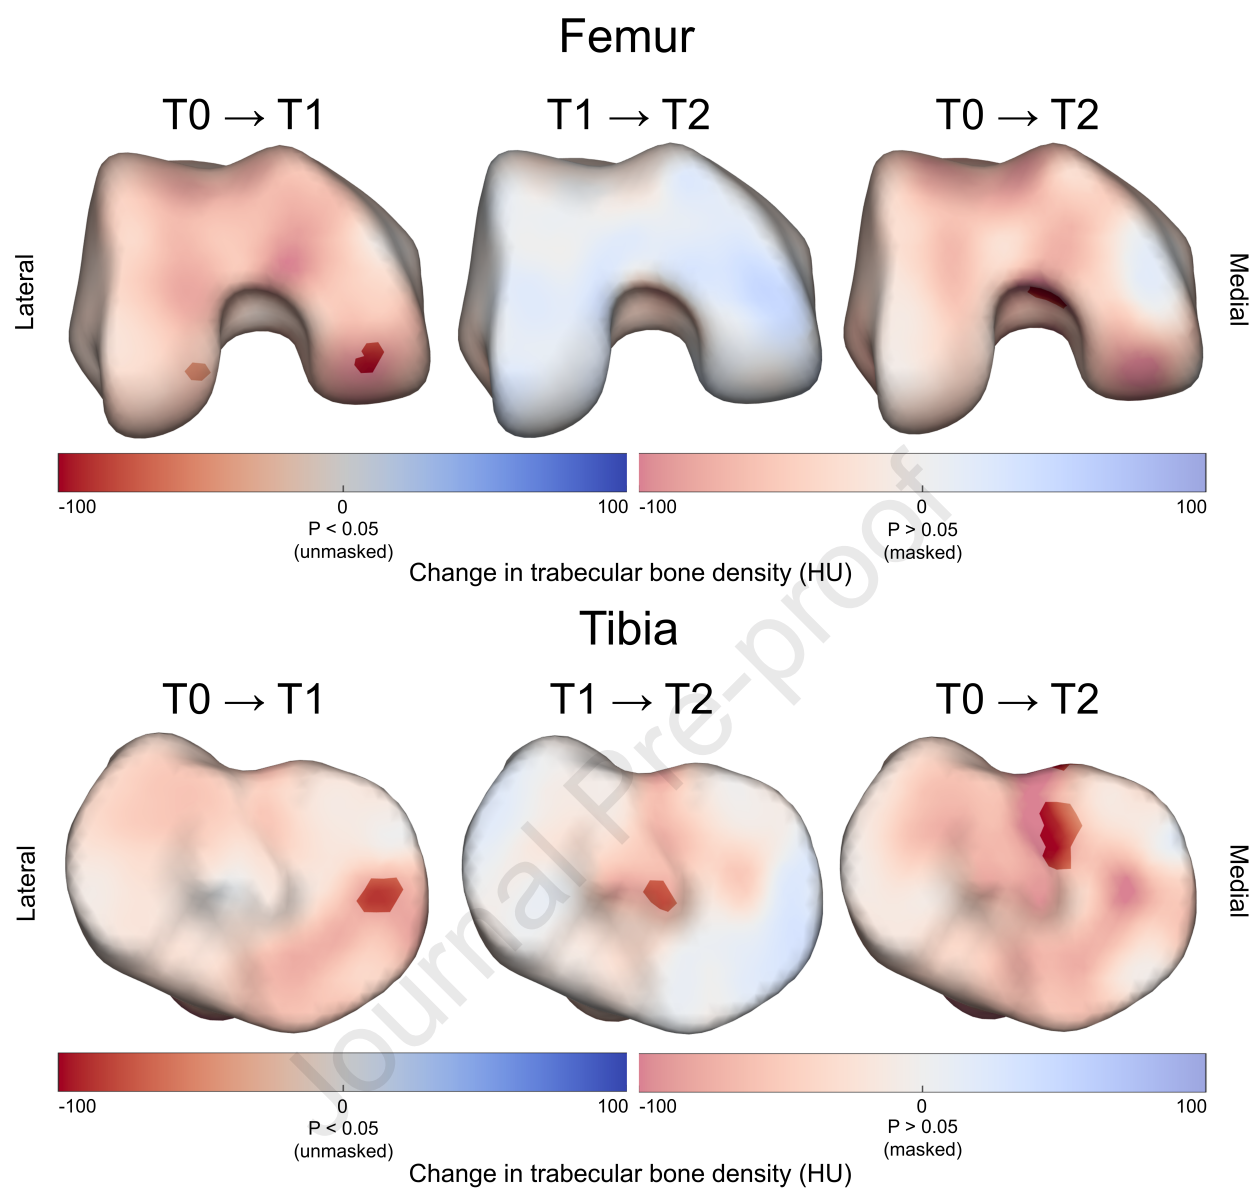 Femur
T0 → T1
T1 → T2
T0 → T2
Lateral
Medial
-100
0
100
P < 0.05
(unmasked)
-100
0
100
P > 0.05
(masked)
Change in trabecular bone density (HU)
Tibia
T0 → T1
T1 → T2
T0 → T2
Lateral
Medial
-100
0
100
P < 0.05
(unmasked)
-100
0
100
P > 0.05
(masked)
Change in trabecular bone density (HU)
Journal Pre-proof